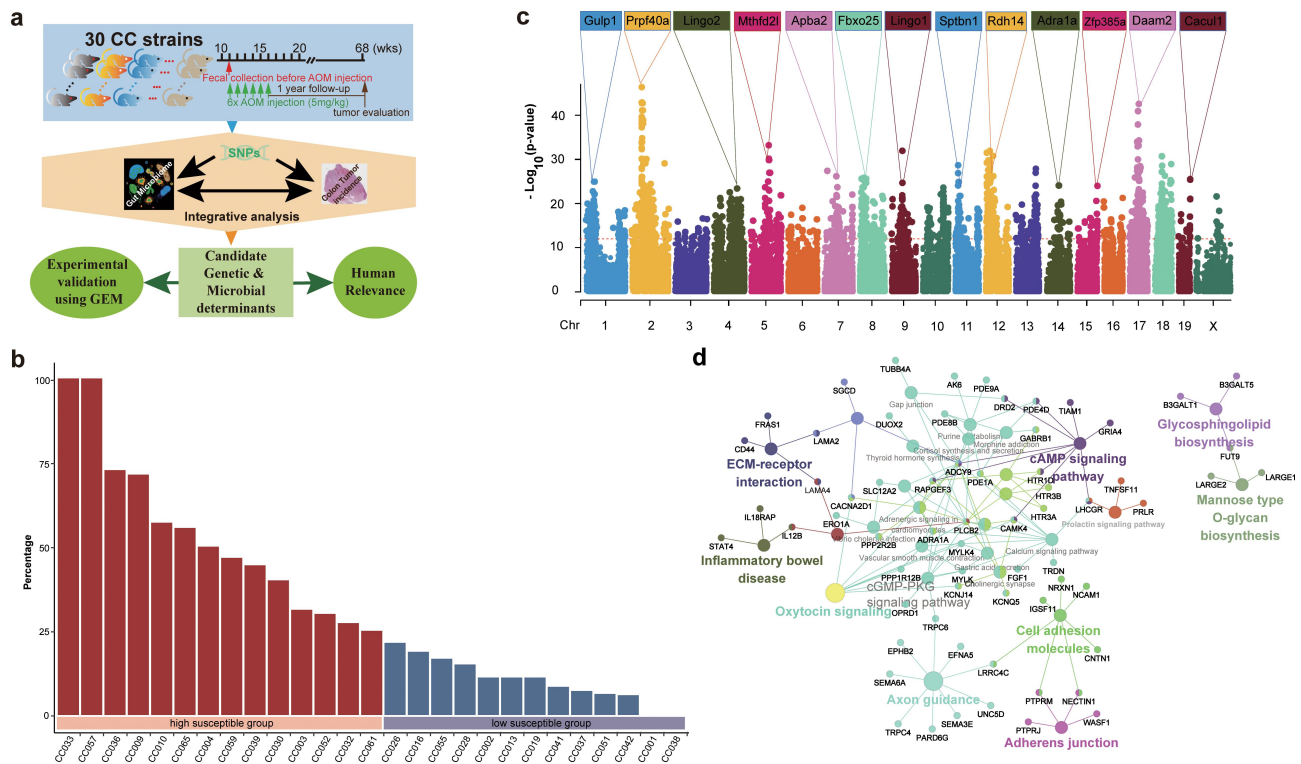 a
30 CC strains
10
15
20
68 (wks)
Fecal collection before AOM injection
1 year follow-up
6x AOM injection (5mg/kg)
tumor evaluation
SNPs
Gut Microbiome
Colon Tumor
incidence
Integrative analysis
Experimental
validation
using GEM
Candidate
Genetic &
Microbial
determinants
Human
Relevance
b
Percentage
100
75
50
25
0
high susceptible group
low susceptible group
CC033
CC057
CC036
CC009
CC010
CC065
CC004
CC059
CC039
CC030
CC003
CC052
CC032
CC061
CC026
CC016
CC055
CC028
CC002
CC013
CC019
CC041
CC037
CC051
CC042
CC001
CC038
c
Gulp1
Prpf40a
Lingo2
Mthfd2l
Apba2
Fbxo25
Lingo1
Sptbn1
Rdh14
Adra1a
Zfp385a
Daam2
Cacul1
- Log10 (p-value)
40
30
20
10
0
Chr 1 2 3 4 5 6 7 8 9 10 11 12 13 14 15 16 17 18 19 X
d
TUBB4A
AK6
PDE9A
SGCD
Gap junction
DRD2
PDE4D
TIAM1
FRAS1
DUOX2
PDE8B
Purine metabolism
GABRB1
GRIA4
LAMA2
Morphine addiction
Cortisol synthesis and secretion
CD44
Thyroid hormone synthesis
cAMP signaling
pathway
ECM-receptor
interaction
ADCY9
LAMA4
SLC12A2
RAPGEF3
PDE1A
HTR1D
HTR3B
HTR3A
CACNA2D1
TNFSF11
LHCGR
PRLR
Prolactin signaling pathway
IL18RAP
ERO1A
Adrenergic signaling in
cardiomyocytes
PLCB2
CAMK4
IL12B
STAT4
PPP2R2B
ADRA1A
MYLK4
Calcium signaling pathway
Vascular smooth muscle contraction
Inflammatory bowel
disease
Gastric acid secretion
PPP1R12B
MYLK
Cholinergic synapse
FGF1
TRDN
cGMP-PKG
signaling pathway
KCNJ14
KCNQ5
NRXN1
NCAM1
Oxytocin signaling
OPRD1
IGSF11
TRPC6
Cell adhesion
molecules
CNTN1
EPHB2
EFNA5
LRRC4C
SEMA6A
Axon guidance
UNC5D
PTPRM
NECTIN1
TRPC4
SEMA3E
PARD6G
PTPRJ
WASF1
Adherens junction
B3GALT5
B3GALT1
Glycosphingolipid
biosynthesis
FUT9
LARGE1
LARGE2
Mannose type
O-glycan
biosynthesis